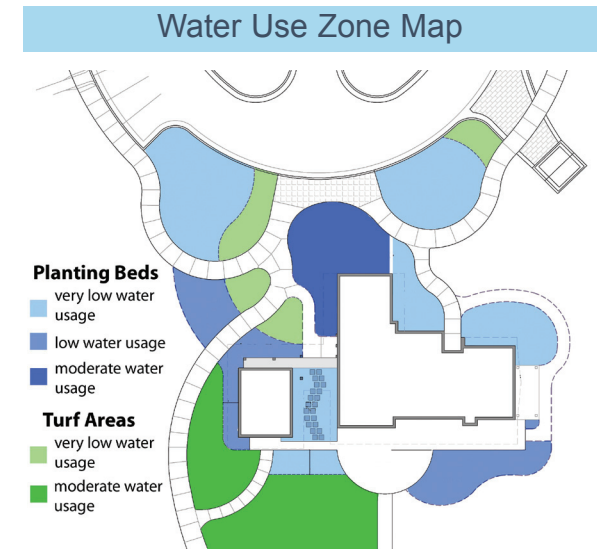 Water Use Zone Map
Planting Beds
very low water
usage
low water usage
moderate water
usage
Turf Areas
very low water
usage
moderate water
usage